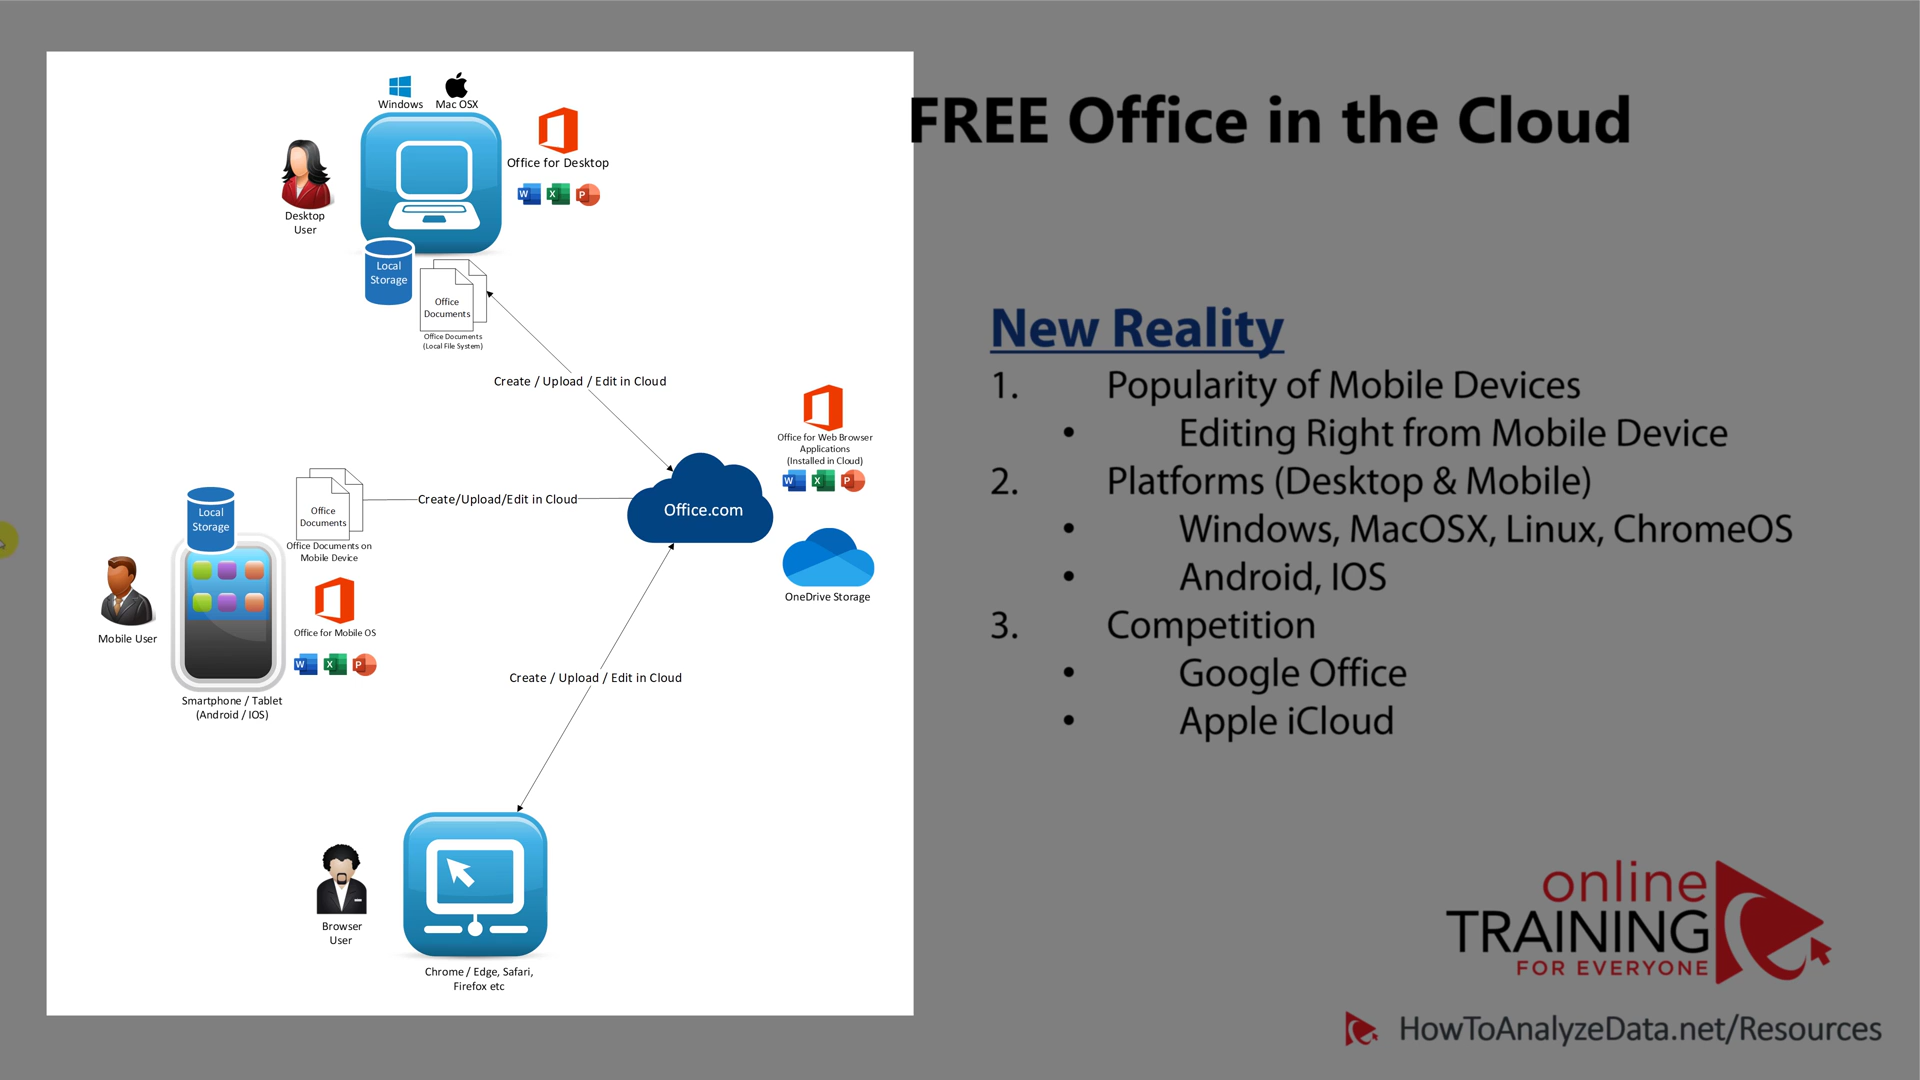 FREE Office in the Cloud
Windows
Mac OSX
Office for Desktop
W X P
Desktop
User
Local
Storage
Office
Documents
Office Documents
(Local File System)
Create / Upload / Edit in Cloud
Office for Web Browser
Applications
(Installed in Cloud)
W X P
Office.com
OneDrive Storage
Create/Upload/Edit in Cloud
Local
Storage
Office
Documents
Office Documents on
Mobile Device
Mobile User
Office for Mobile OS
W X P
Smartphone / Tablet
(Android / IOS)
Create / Upload / Edit in Cloud
Browser
User
Chrome / Edge, Safari,
Firefox etc
New Reality
1. Popularity of Mobile Devices
• Editing Right from Mobile Device
2. Platforms (Desktop & Mobile)
• Windows, MacOSX, Linux, ChromeOS
• Android, IOS
3. Competition
• Google Office
• Apple iCloud
online
TRAINING
FOR EVERYONE
HowToAnalyzeData.net/Resources